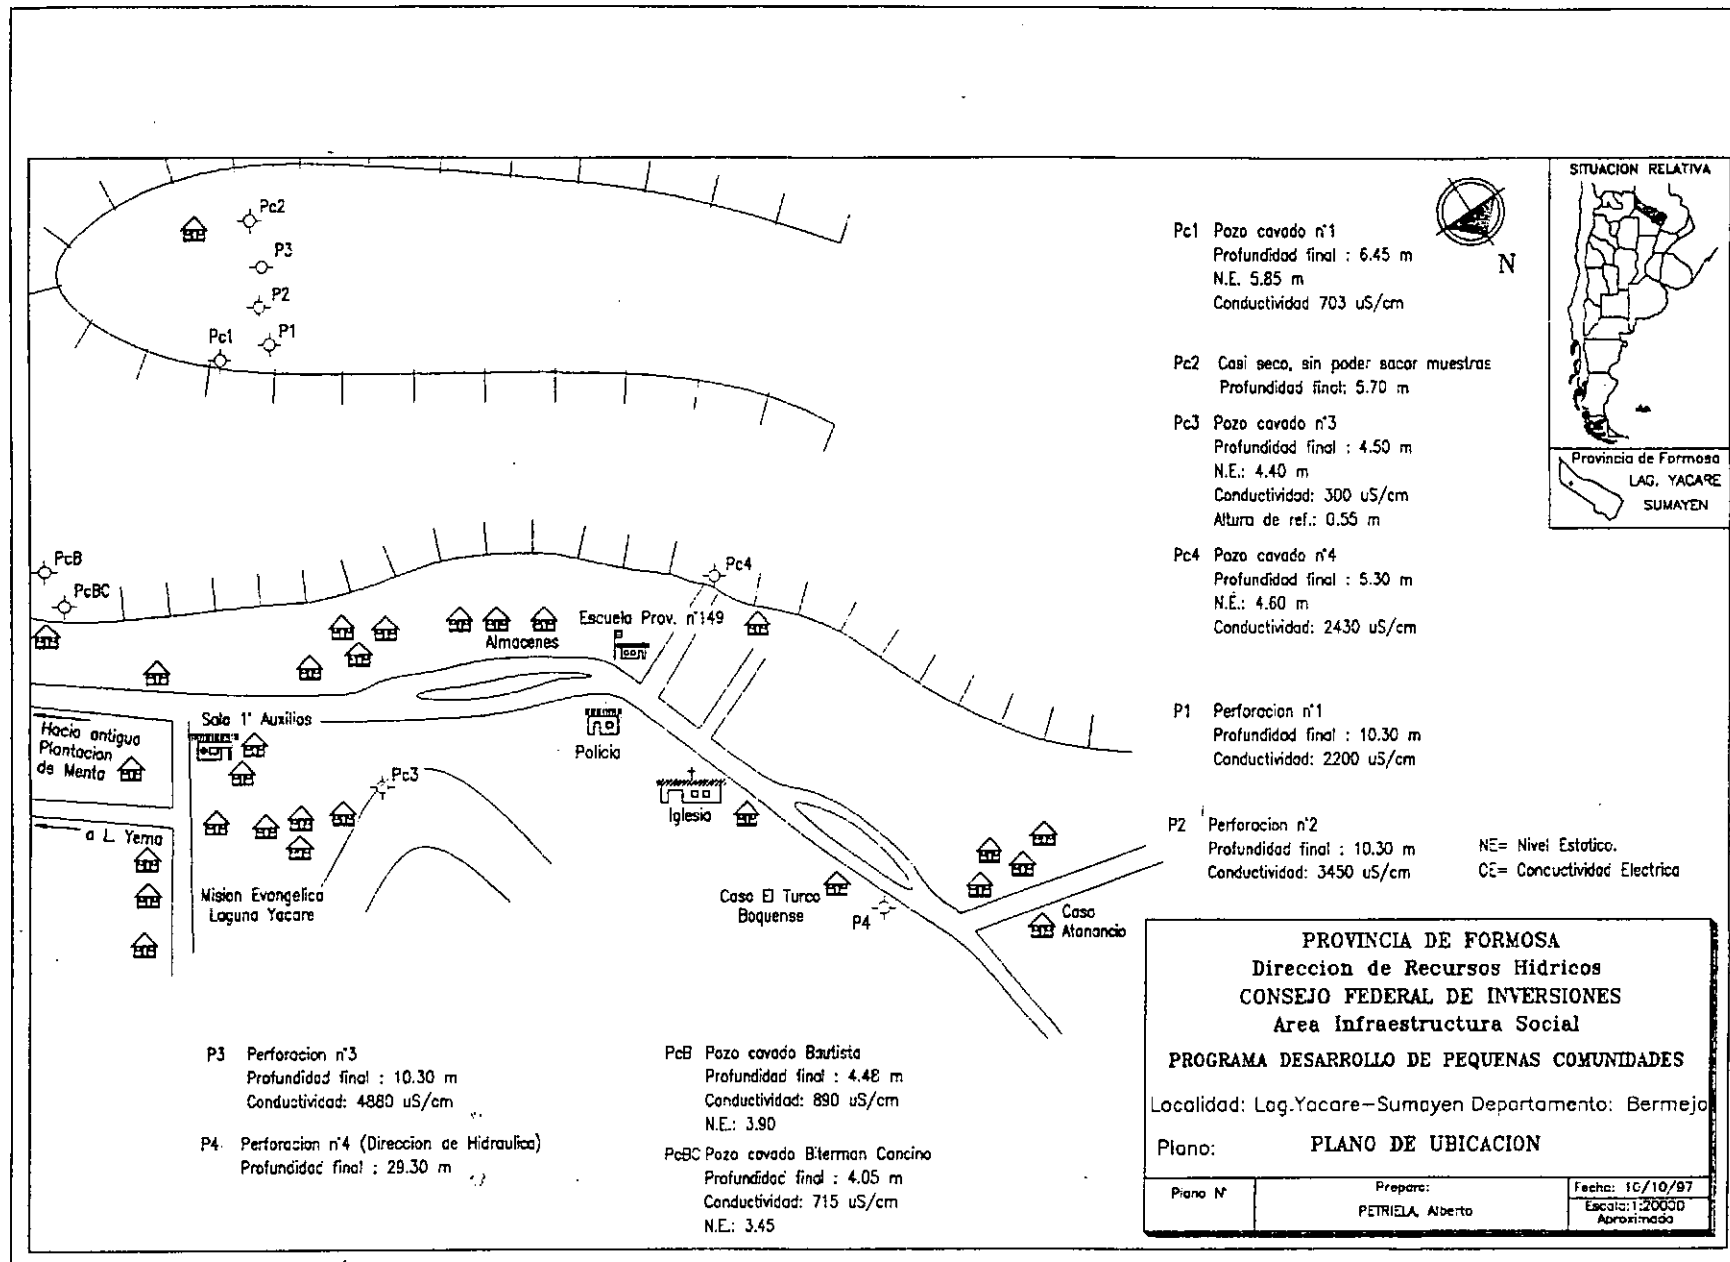 SITUACION RELATIVA
Provincia de Formosa
LAG. YACARE
SUMAYEN
N
Pc2
P3
P2
P1
Pc1
Pc1 Pozo cavado n°1
Profundidad final : 6.45 m
N.E. 5.85 m
Conductividad 703 uS/cm
Pc2 Casi seco, sin poder sacar muestras
Profundidad final: 5.70 m
Pc3 Pozo cavado n°3
Profundidad final : 4.50 m
N.E.: 4.40 m
Conductividad: 300 uS/cm
Altura de ref.: 0.55 m
Pc4 Pozo cavado n°4
Profundidad final : 5.30 m
N.E.: 4.60 m
Conductividad: 2430 uS/cm
P1 Perforacion n°1
Profundidad final : 10.30 m
Conductividad: 2200 uS/cm
P2 Perforacion n°2
Profundidad final : 10.30 m
Conductividad: 3450 uS/cm
NE= Nivel Estatico.
CE= Concuctividad Electrica
PcB
PcBC
Pc4
Escuela Prov. n°149
Almacenes
Sala 1° Auxilios
Hacia antigua
Plantacion
de Menta
Policia
Pc3
Iglesia
a L. Yema
Mision Evangelica
Laguna Yacare
Casa El Turco
Boquense
P4
Casa
Atanancio
P3 Perforacion n°3
Profundidad final : 10.30 m
Conductividad: 4880 uS/cm
P4 Perforacion n°4 (Direccion de Hidraulica)
Profundidad final : 29.30 m
PcB Pozo cavado Bautista
Profundidad final : 4.48 m
Conductividad: 890 uS/cm
N.E.: 3.90
PcBC Pozo cavado Biterman Cancino
Profundidad final : 4.05 m
Conductividad: 715 uS/cm
N.E.: 3.45
PROVINCIA DE FORMOSA
Direccion de Recursos Hidricos
CONSEJO FEDERAL DE INVERSIONES
Area Infraestructura Social
PROGRAMA DESARROLLO DE PEQUENAS COMUNIDADES
Localidad: Lag.Yacare-Sumayen Departamento: Bermejo
Plano: PLANO DE UBICACION
Plano N°
Preparo:
PETRIELA, Alberto
Fecha: 10/10/97
Escala:1:20000
Aproximada